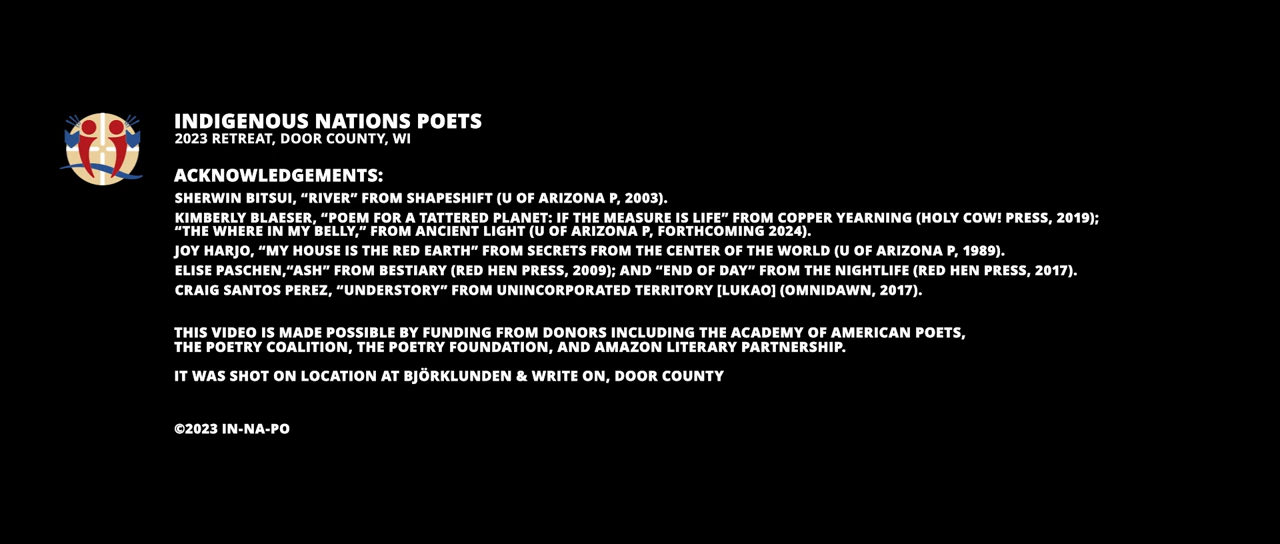 INDIGENOUS NATIONS POETS
2023 RETREAT, DOOR COUNTY, WI
ACKNOWLEDGEMENTS:
SHERWIN BITSUI, “RIVER” FROM SHAPESHIFT (U OF ARIZONA P, 2003).
KIMBERLY BLAESER, “POEM FOR A TATTERED PLANET: IF THE MEASURE IS LIFE” FROM COPPER YEARNING (HOLY COW! PRESS, 2019);
“THE WHERE IN MY BELLY,” FROM ANCIENT LIGHT (U OF ARIZONA P, FORTHCOMING 2024).
JOY HARJO, “MY HOUSE IS THE RED EARTH” FROM SECRETS FROM THE CENTER OF THE WORLD (U OF ARIZONA P, 1989).
ELISE PASCHEN,“ASH” FROM BESTIARY (RED HEN PRESS, 2009); AND “END OF DAY” FROM THE NIGHTLIFE (RED HEN PRESS, 2017).
CRAIG SANTOS PEREZ, “UNDERSTORY” FROM UNINCORPORATED TERRITORY [LUKAO] (OMNIDAWN, 2017).
THIS VIDEO IS MADE POSSIBLE BY FUNDING FROM DONORS INCLUDING THE ACADEMY OF AMERICAN POETS,
THE POETRY COALITION, THE POETRY FOUNDATION, AND AMAZON LITERARY PARTNERSHIP.
IT WAS SHOT ON LOCATION AT BJÖRKLUNDEN & WRITE ON, DOOR COUNTY
©2023 IN-NA-PO